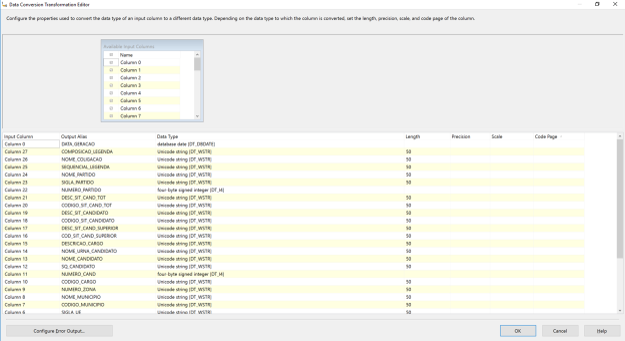 Data Conversion Transformation Editor
Configure the properties used to convert the data type of an input column to a different data type. Depending on the data type to which the column is converted, set the length, precision, scale, and code page of the column.
Available Input Columns
Name
Column 0
Column 1
Column 2
Column 3
Column 4
Column 5
Column 6
Column 7
Input Column Output Alias Data Type Length Precision Scale Code Page
Column 0 DATA_GERACAO database date [DT_DBDATE]
Column 27 COMPOSICAO_LEGENDA Unicode string [DT_WSTR] 50
Column 26 NOME_COLIGACAO Unicode string [DT_WSTR] 50
Column 25 SEQUENCIAL_LEGENDA Unicode string [DT_WSTR] 50
Column 24 NOME_PARTIDO Unicode string [DT_WSTR] 50
Column 23 SIGLA_PARTIDO Unicode string [DT_WSTR] 50
Column 22 NUMERO_PARTIDO four-byte signed integer [DT_I4]
Column 21 DESC_SIT_CAND_TOT Unicode string [DT_WSTR] 50
Column 20 CODIGO_SIT_CAND_TOT Unicode string [DT_WSTR] 50
Column 19 DESC_SIT_CANDIDATO Unicode string [DT_WSTR] 50
Column 18 CODIGO_SIT_CANDIDATO Unicode string [DT_WSTR] 50
Column 17 DESC_SIT_CAND_SUPERIOR Unicode string [DT_WSTR] 50
Column 16 COD_SIT_CAND_SUPERIOR Unicode string [DT_WSTR] 50
Column 15 DESCRICAO_CARGO Unicode string [DT_WSTR] 50
Column 14 NOME_URNA_CANDIDATO Unicode string [DT_WSTR] 50
Column 13 NOME_CANDIDATO Unicode string [DT_WSTR] 50
Column 12 SQ_CANDIDATO Unicode string [DT_WSTR] 50
Column 11 NUMERO_CAND four-byte signed integer [DT_I4]
Column 10 CODIGO_CARGO Unicode string [DT_WSTR] 50
Column 9 NUMERO_ZONA Unicode string [DT_WSTR] 50
Column 8 NOME_MUNICIPIO Unicode string [DT_WSTR] 50
Column 7 CODIGO_MUNICIPIO Unicode string [DT_WSTR] 50
Column 6 SIGLA_UE Unicode string [DT_WSTR] 50
Configure Error Output... OK Cancel Help